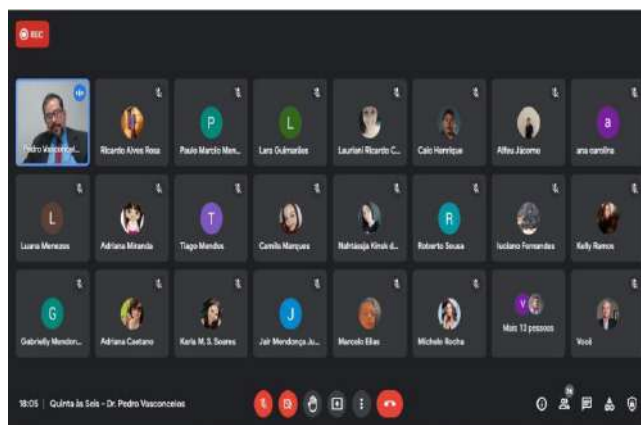 REC
P L a
Pedro Vasconcel... Ricardo Alves Rosa Paulo Marcio Men... Lara Guimarães Lauriani Ricardo C... Caio Henrique Alfeu Jácome ana carolina
L T R
Luana Menezes Adriana Miranda Tiago Mendes Camila Marques Roberto Sousa luciano Fernandes Kelly Ramos
G J V
Gabrielly Mendon... Adriana Caetano Karla M. S. Soares Jair Mendonça Ju... Marcelo Elias Michele Rocha Mais 12 pessoas Você
18:05 | Quinta às Seis - Dr. Pedro Vasconcelos